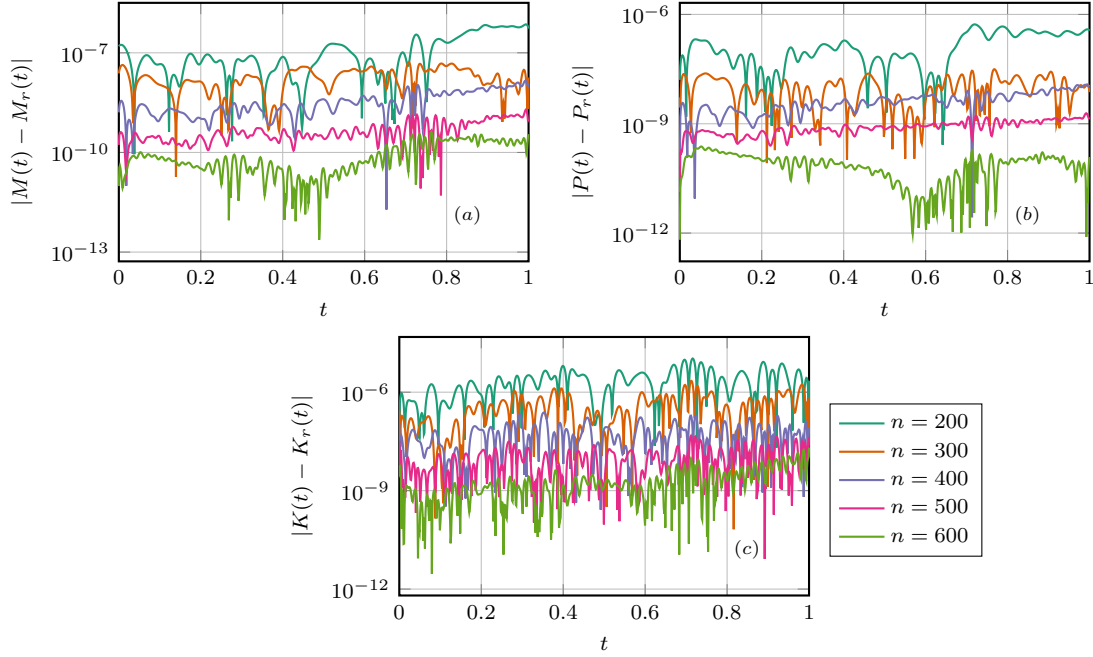 |M(t) − M_r(t)|
10^{-7}
10^{-10}
10^{-13}
(a)
0 0.2 0.4 0.6 0.8 1
t
|P(t) − P_r(t)|
10^{-6}
10^{-9}
10^{-12}
(b)
0 0.2 0.4 0.6 0.8 1
t
|K(t) − K_r(t)|
10^{-6}
10^{-9}
10^{-12}
(c)
0 0.2 0.4 0.6 0.8 1
t
n = 200
n = 300
n = 400
n = 500
n = 600